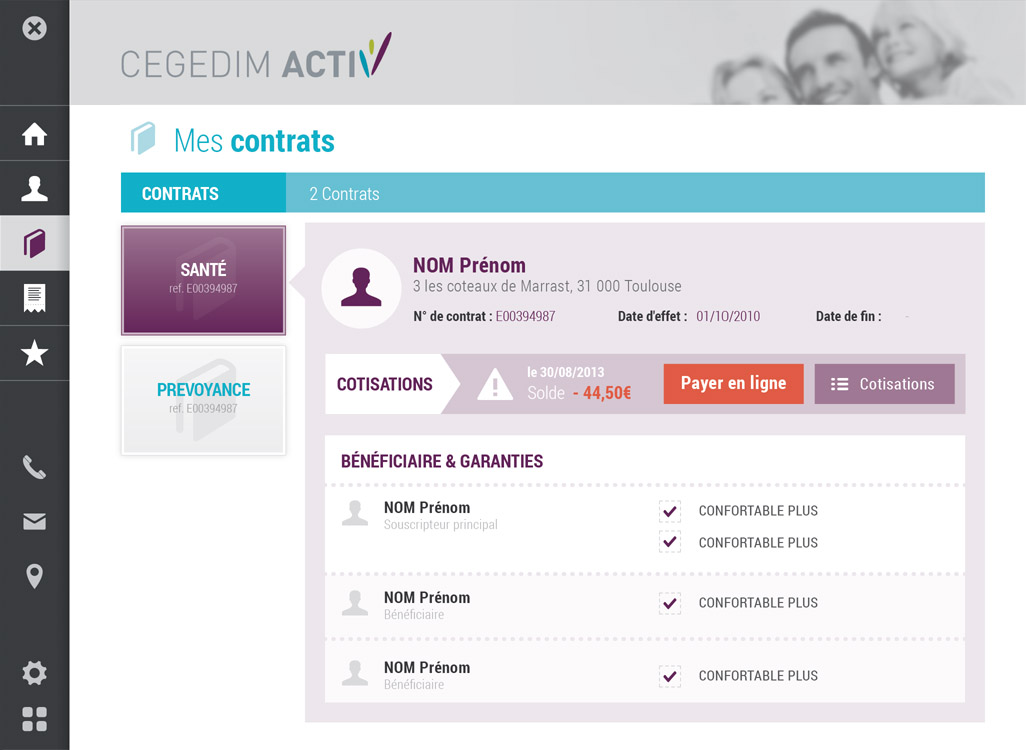 CEGEDIM ACTIV
Mes contrats
CONTRATS
2 Contrats
SANTÉ
ref. E00394987
PREVOYANCE
ref. E00394987
NOM Prénom
3 les coteaux de Marrast, 31 000 Toulouse
N° de contrat : E00394987 Date d'effet : 01/10/2010 Date de fin : -
COTISATIONS
le 30/08/2013
Solde - 44,50€
Payer en ligne
Cotisations
BÉNÉFICIAIRE & GARANTIES
NOM Prénom
Souscripteur principal
CONFORTABLE PLUS
CONFORTABLE PLUS
NOM Prénom
Bénéficiaire
CONFORTABLE PLUS
NOM Prénom
Bénéficiaire
CONFORTABLE PLUS